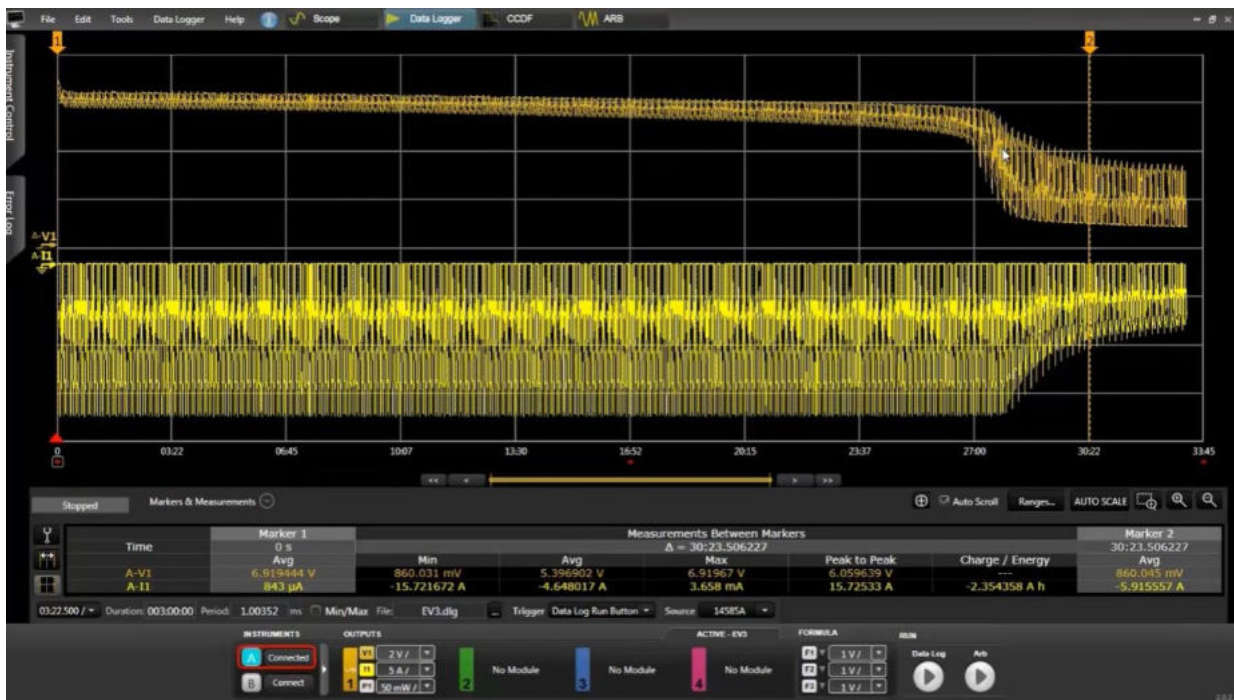 File Edit Tools Data Logger Help Scope Data Logger CCDF ARB
1 2
Instrument Control
Error Log
A-V1
A-I1
0 03:22 06:45 10:07 13:30 16:52 20:15 23:37 27:00 30:22 33:45
<< < > >>
Stopped Markers & Measurements Auto Scroll Ranges... AUTO SCALE
Marker 1 Measurements Between Markers Marker 2
Time 0 s Δ = 30:23.506227 30:23.506227
Avg Min Avg Max Peak to Peak Charge / Energy Avg
A-V1 6.919444 V 860.031 mV 5.396902 V 6.91967 V 6.059639 V --- 860.045 mV
A-I1 843 µA -15.721672 A -4.648017 A 3.658 mA 15.72533 A -2.354358 A h -5.915557 A
03:22.500 / Duration: 003:00:00 Period: 1.00352 ms Min/Max File: EV3.dlg ... Trigger Data Log Run Button Source 14585A
INSTRUMENTS OUTPUTS ACTIVE - EV3 FORMULA RUN
A Connected V1 2 V / F1 1 V / Data Log Arb
1 I1 5 A / 2 No Module 3 No Module 4 No Module F2 1 V /
B Connect P1 50 mW / F3 1 V /
2.0.2